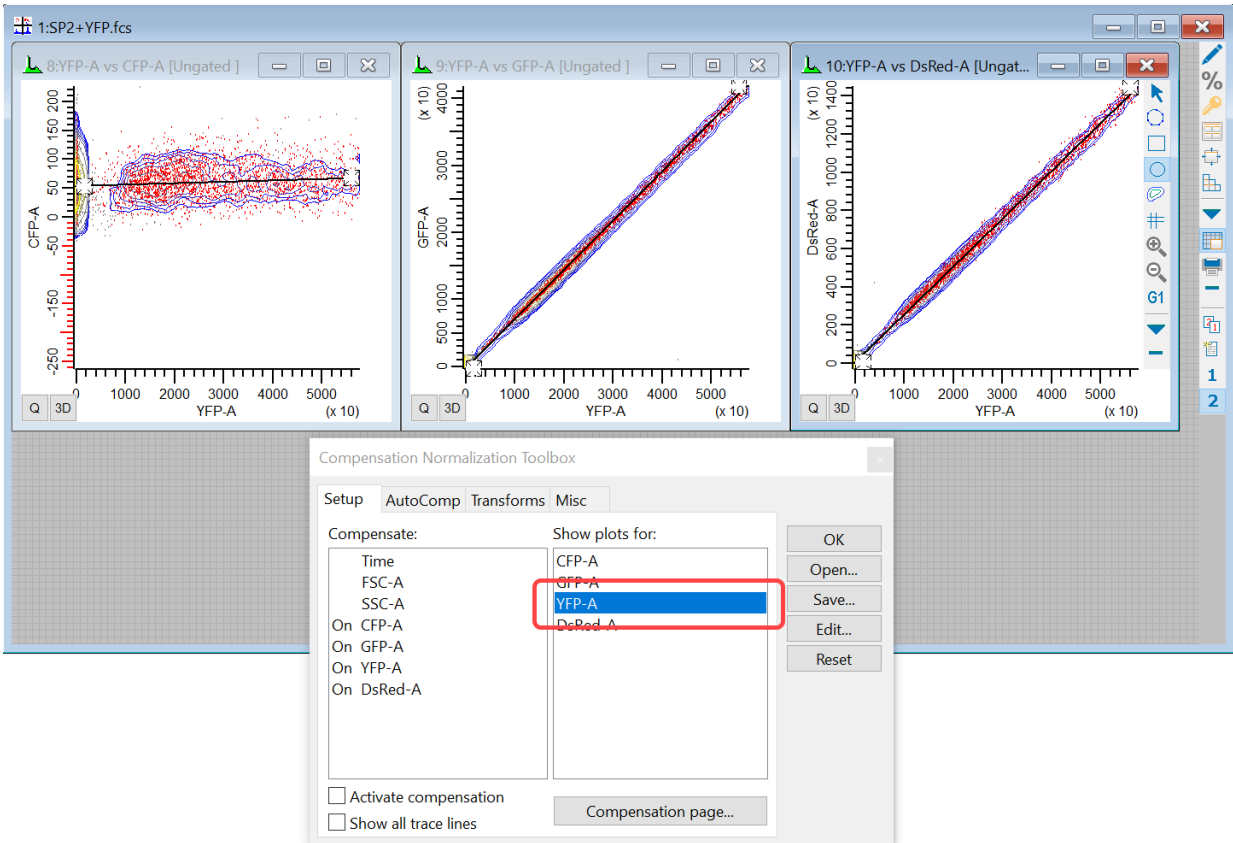 1:SP2+YFP.fcs
8:YFP-A vs CFP-A [Ungated ]
9:YFP-A vs GFP-A [Ungated ]
10:YFP-A vs DsRed-A [Ungat...
CFP-A
200
150
100
50
0
-50
-150
-250
0 1000 2000 3000 4000 5000
YFP-A
(x 10)
Q 3D
GFP-A
(x 10)
4000
3000
2000
1000
500
0
0 1000 2000 3000 4000 5000
YFP-A
(x 10)
Q 3D
DsRed-A
(x 10)
1400
1200
1000
800
600
400
200
0
0 1000 2000 3000 4000 5000
YFP-A
(x 10)
Q 3D
G1
%
1
2
Compensation Normalization Toolbox
Setup AutoComp Transforms Misc
Compensate:
Time
FSC-A
SSC-A
On CFP-A
On GFP-A
On YFP-A
On DsRed-A
Show plots for:
CFP-A
GFP-A
YFP-A
DsRed-A
OK
Open...
Save...
Edit...
Reset
Activate compensation
Show all trace lines
Compensation page...